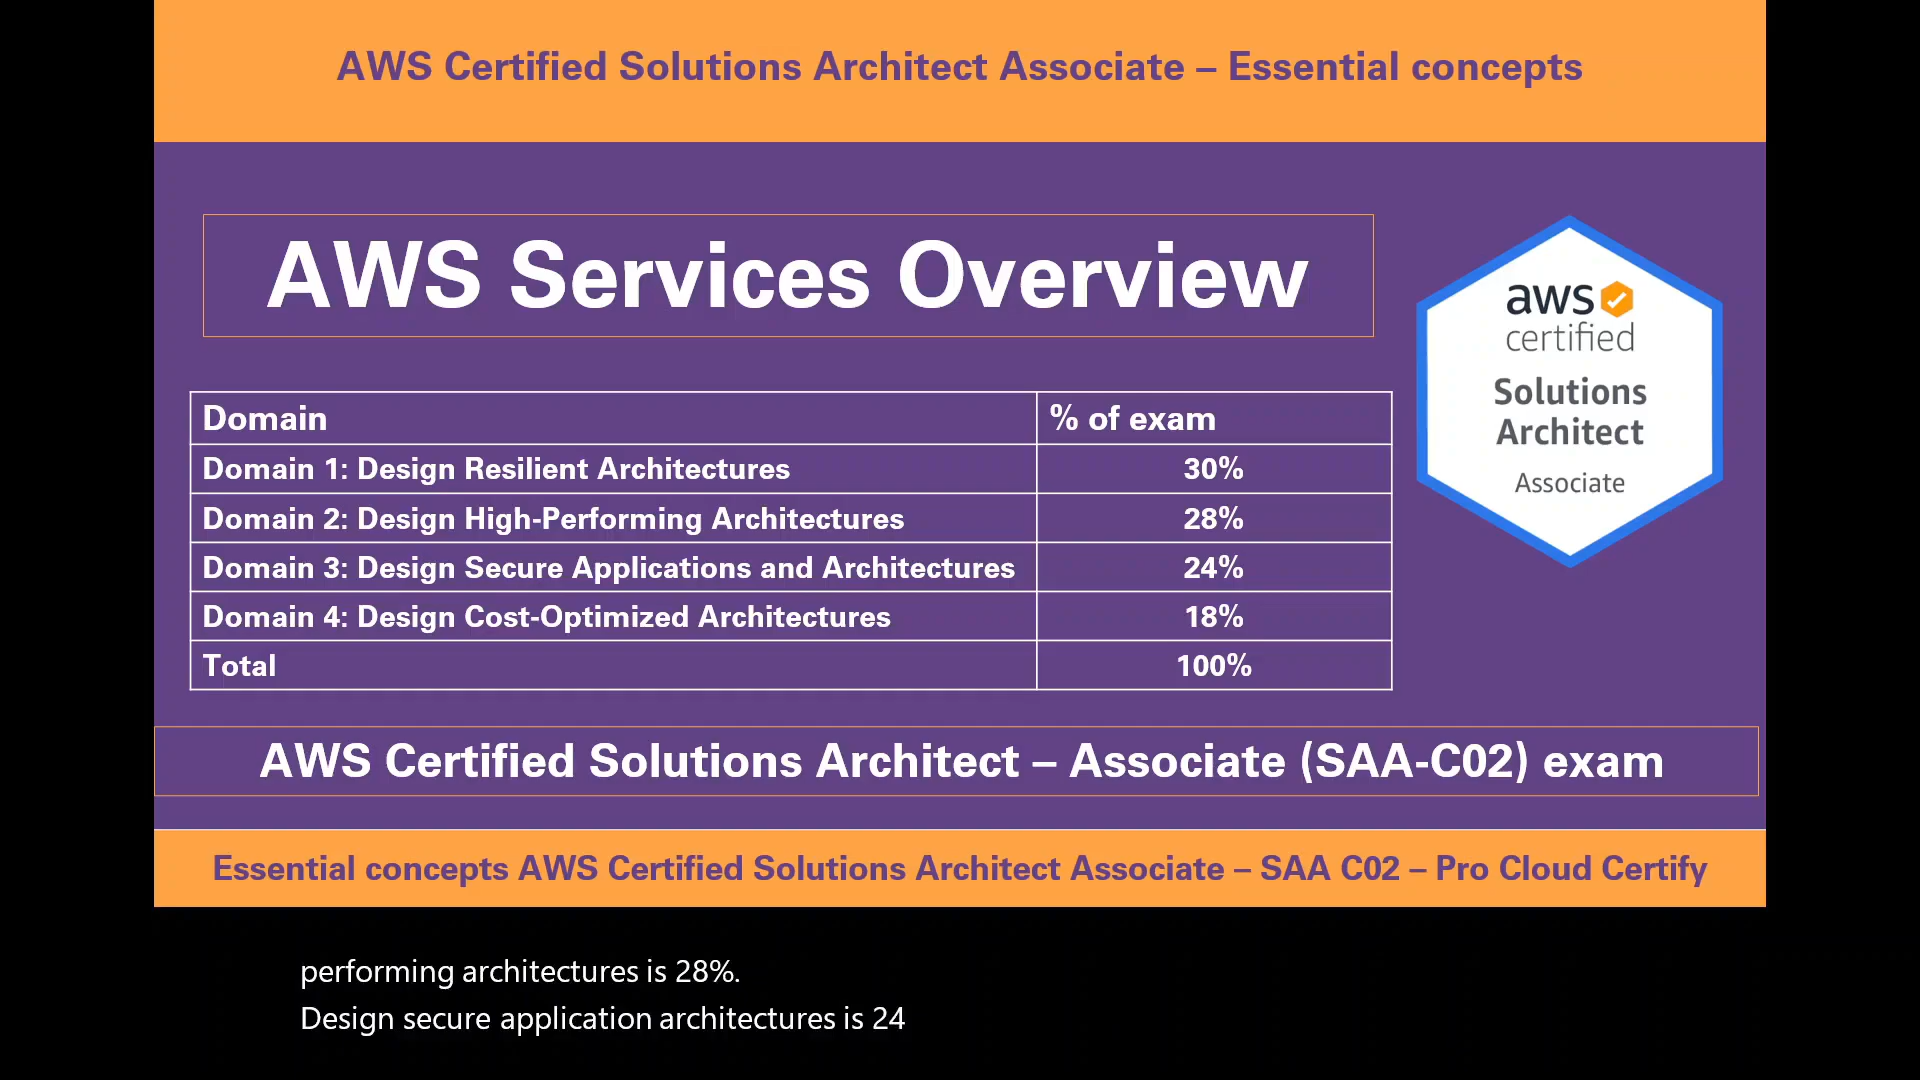 AWS Certified Solutions Architect Associate – Essential concepts
AWS Services Overview
aws
certified
Solutions
Architect
Associate
Domain % of exam
Domain 1: Design Resilient Architectures 30%
Domain 2: Design High-Performing Architectures 28%
Domain 3: Design Secure Applications and Architectures 24%
Domain 4: Design Cost-Optimized Architectures 18%
Total 100%
AWS Certified Solutions Architect – Associate (SAA-C02) exam
Essential concepts AWS Certified Solutions Architect Associate – SAA C02 – Pro Cloud Certify
performing architectures is 28%.
Design secure application architectures is 24